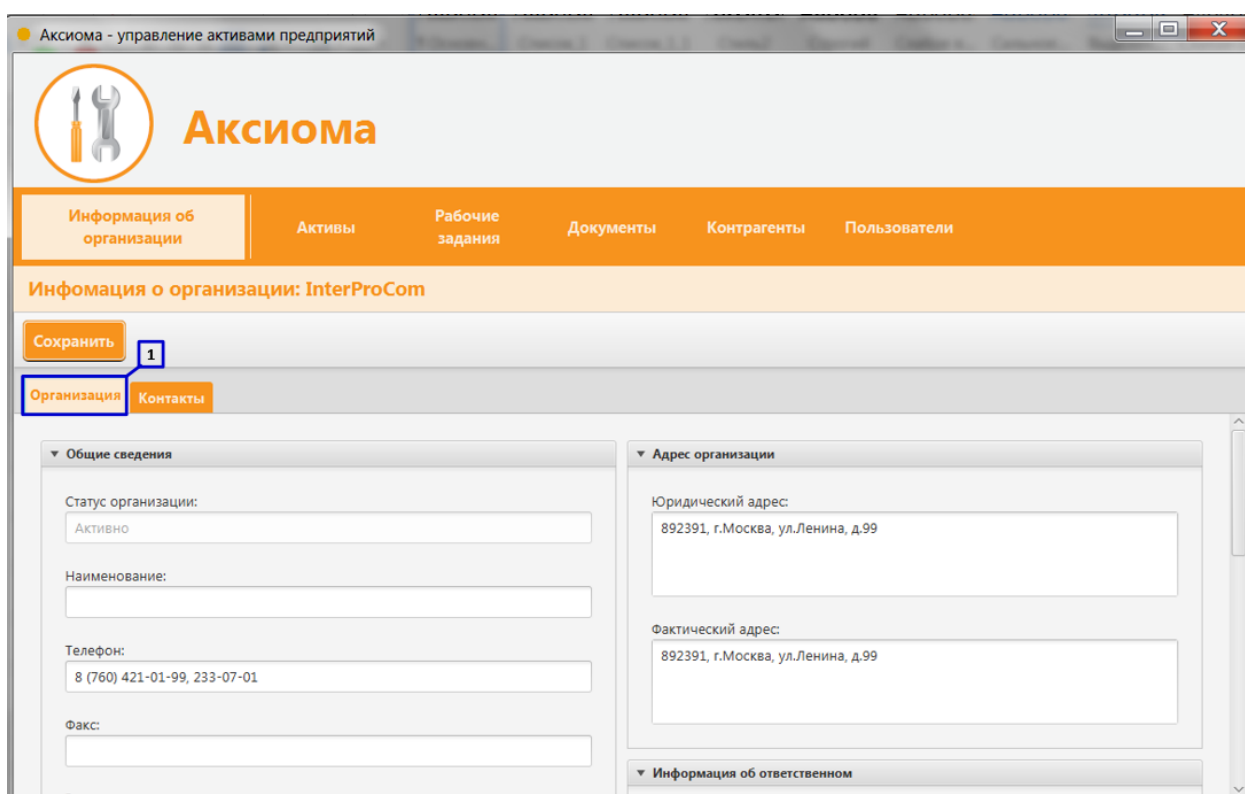 Аксиома - управление активами предприятий
Аксиома
Информация об
организации
Активы
Рабочие
задания
Документы
Контрагенты
Пользователи
Инфомация о организации: InterProCom
Сохранить
1
Организация
Контакты
Общие сведения
Статус организации:
Активно
Наименование:
Телефон:
8 (760) 421-01-99, 233-07-01
Факс:
Адрес организации
Юридический адрес:
892391, г.Москва, ул.Ленина, д.99
Фактический адрес:
892391, г.Москва, ул.Ленина, д.99
Информация об ответственном